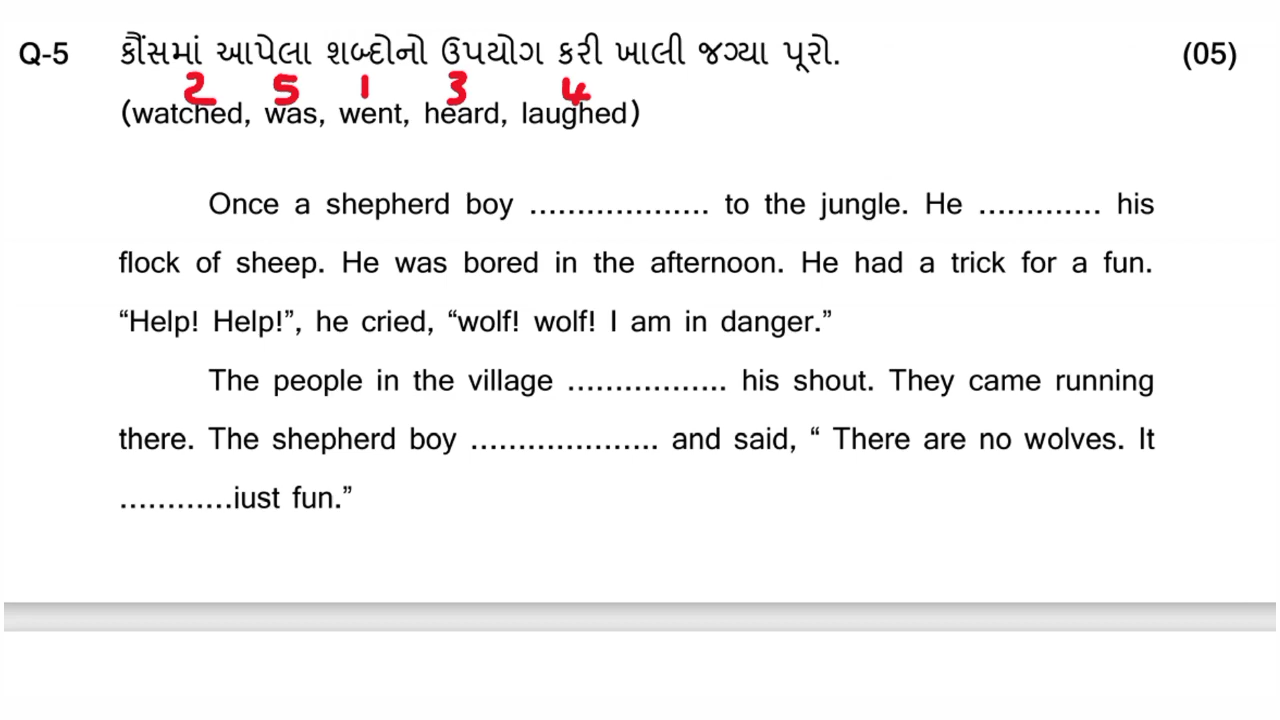 Q-5 કૌંસમાં આપેલા શબ્દોનો ઉપયોગ કરી ખાલી જગ્યા પૂરો. (05)
2 5 1 3 4
(watched, was, went, heard, laughed)
Once a shepherd boy ................... to the jungle. He ............. his
flock of sheep. He was bored in the afternoon. He had a trick for a fun.
“Help! Help!”, he cried, “wolf! wolf! I am in danger.”
The people in the village ................. his shout. They came running
there. The shepherd boy .................... and said, “ There are no wolves. It
............iust fun.”